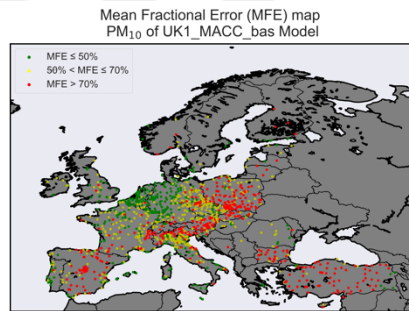 Mean Fractional Error (MFE) map
PM₁₀ of UK1_MACC_bas Model
MFE ≤ 50%
50% < MFE ≤ 70%
MFE > 70%